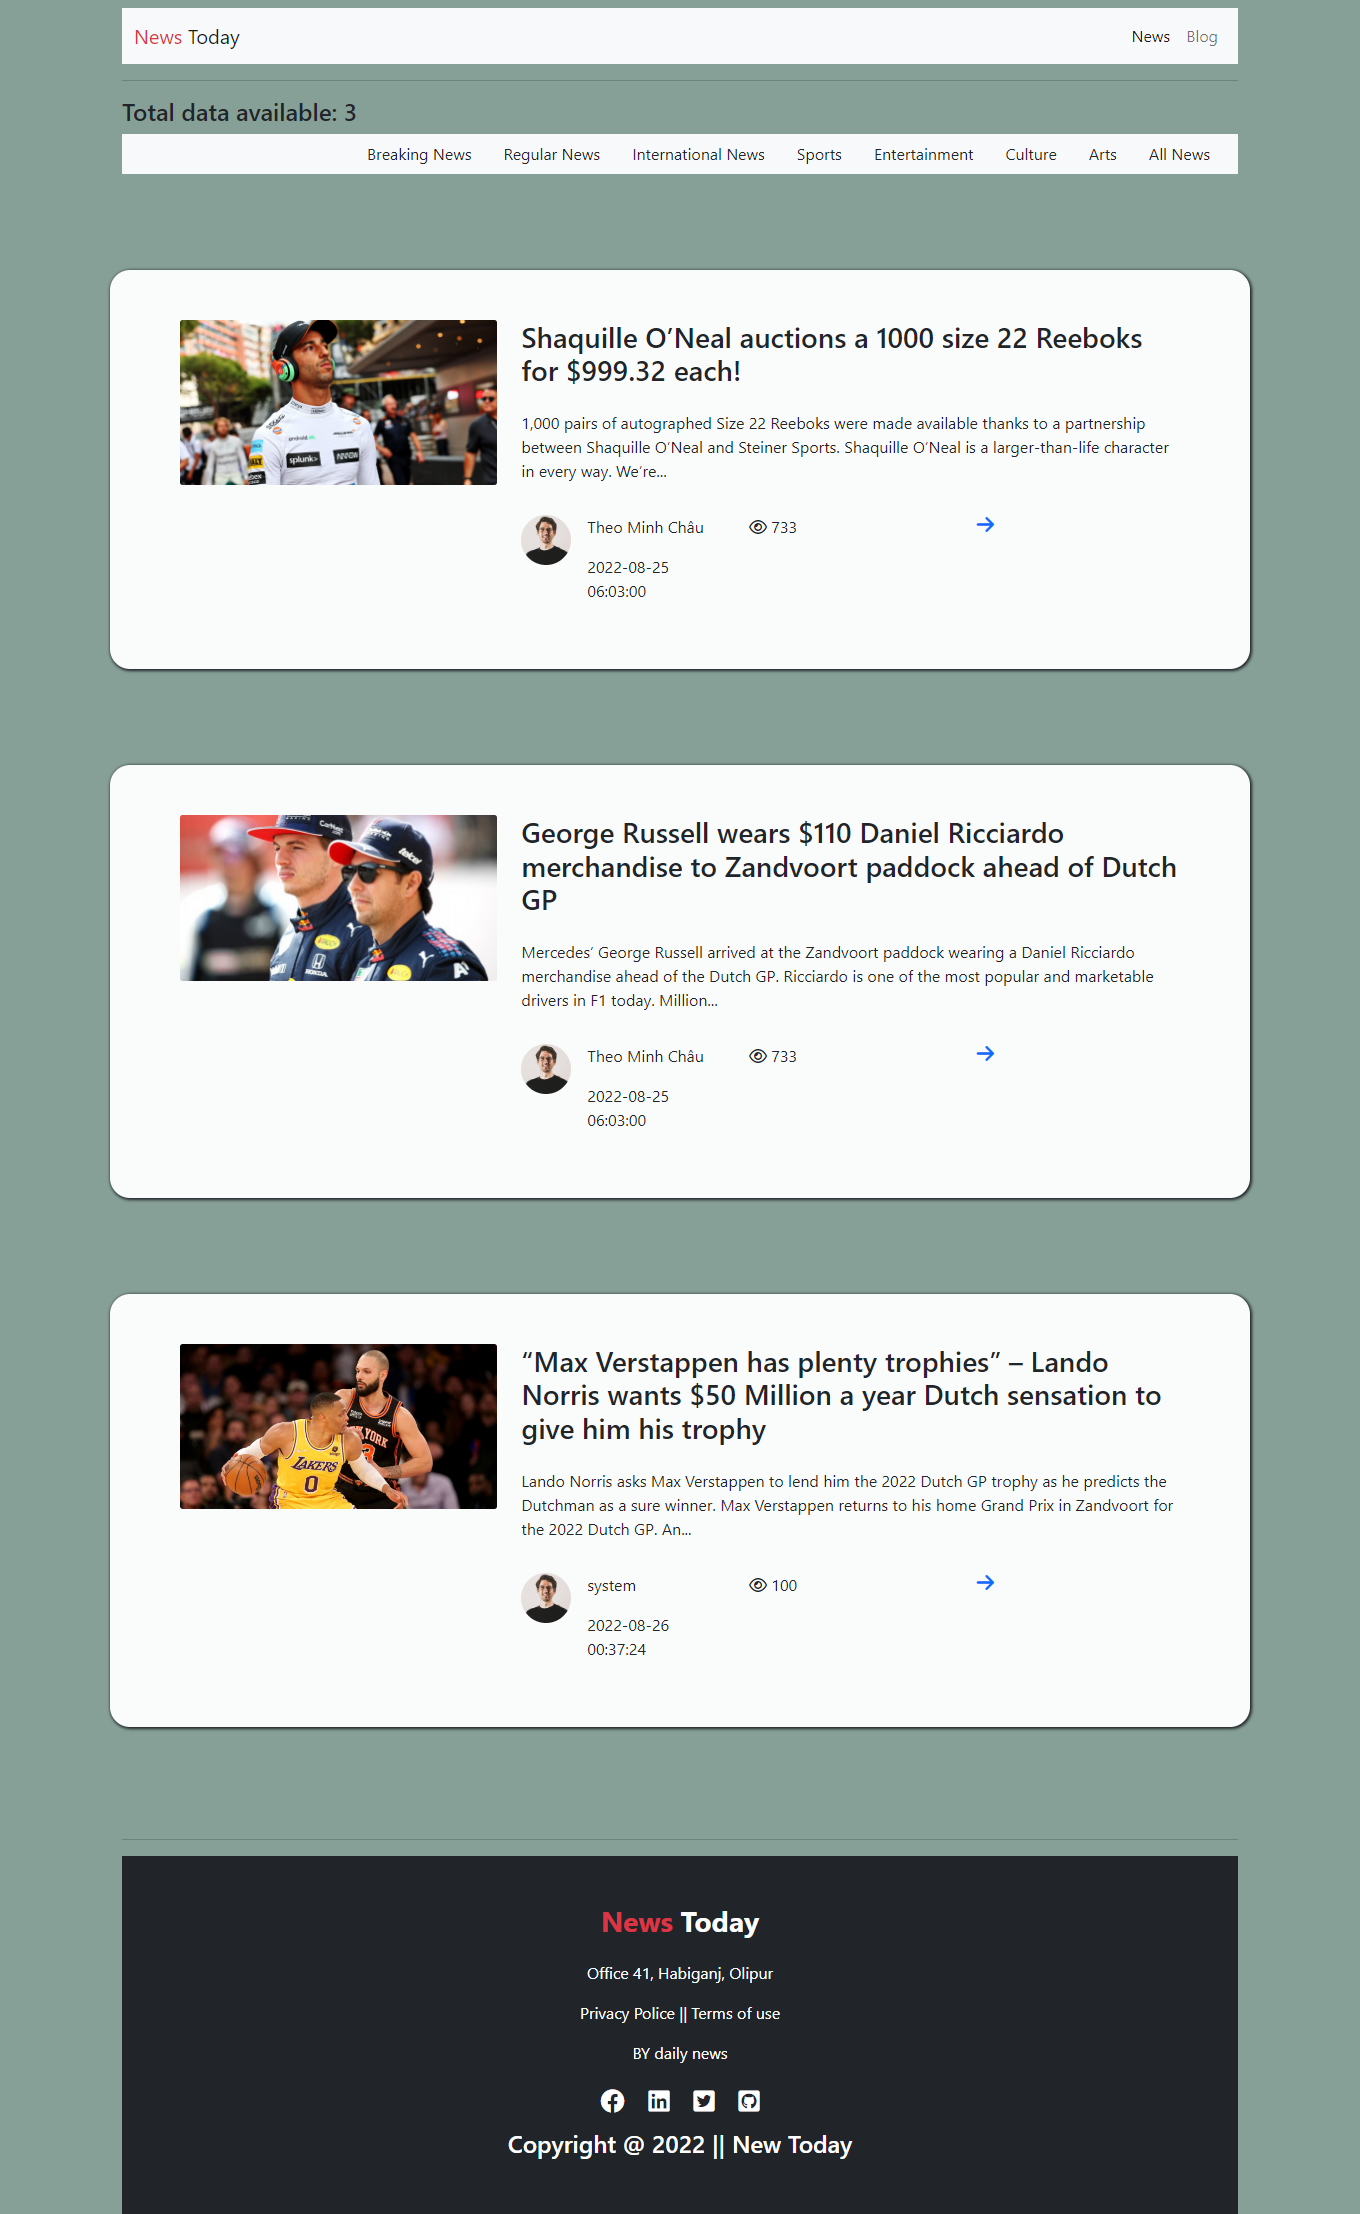 News Today
News Blog
Total data available: 3
Breaking News Regular News International News Sports Entertainment Culture Arts All News
Shaquille O’Neal auctions a 1000 size 22 Reeboks
for $999.32 each!
1,000 pairs of autographed Size 22 Reeboks were made available thanks to a partnership
between Shaquille O’Neal and Steiner Sports. Shaquille O’Neal is a larger-than-life character
in every way. We’re...
Theo Minh Châu
733
2022-08-25
06:03:00
android
splunk>
George Russell wears $110 Daniel Ricciardo
merchandise to Zandvoort paddock ahead of Dutch
GP
Mercedes’ George Russell arrived at the Zandvoort paddock wearing a Daniel Ricciardo
merchandise ahead of the Dutch GP. Ricciardo is one of the most popular and marketable
drivers in F1 today. Million...
Theo Minh Châu
733
2022-08-25
06:03:00
telcel
HONDA
“Max Verstappen has plenty trophies” – Lando
Norris wants $50 Million a year Dutch sensation to
give him his trophy
Lando Norris asks Max Verstappen to lend him the 2022 Dutch GP trophy as he predicts the
Dutchman as a sure winner. Max Verstappen returns to his home Grand Prix in Zandvoort for
the 2022 Dutch GP. An...
system
100
2022-08-26
00:37:24
LAKERS
0
YORK
News Today
Office 41, Habiganj, Olipur
Privacy Police || Terms of use
BY daily news
Copyright @ 2022 || New Today